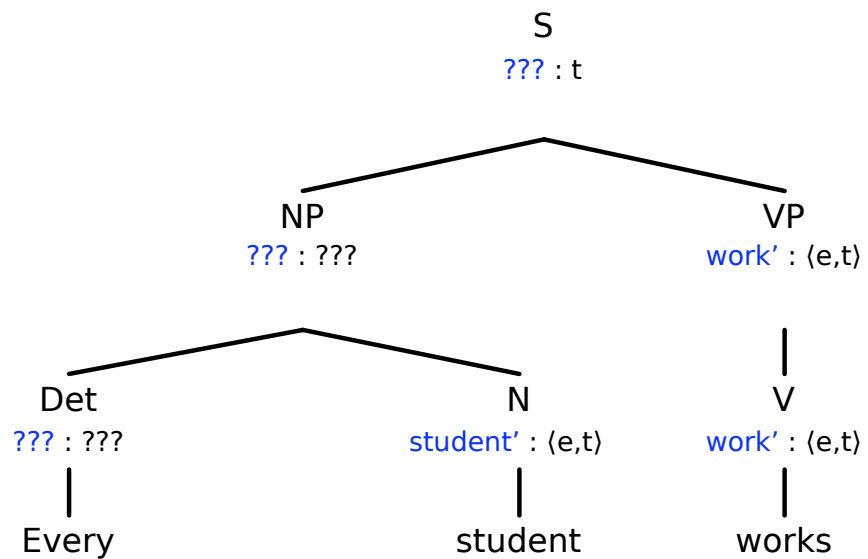 S
??? : t
NP VP
??? : ??? work’ : ⟨e,t⟩
Det N V
??? : ??? student’ : ⟨e,t⟩ work’ : ⟨e,t⟩
Every student works